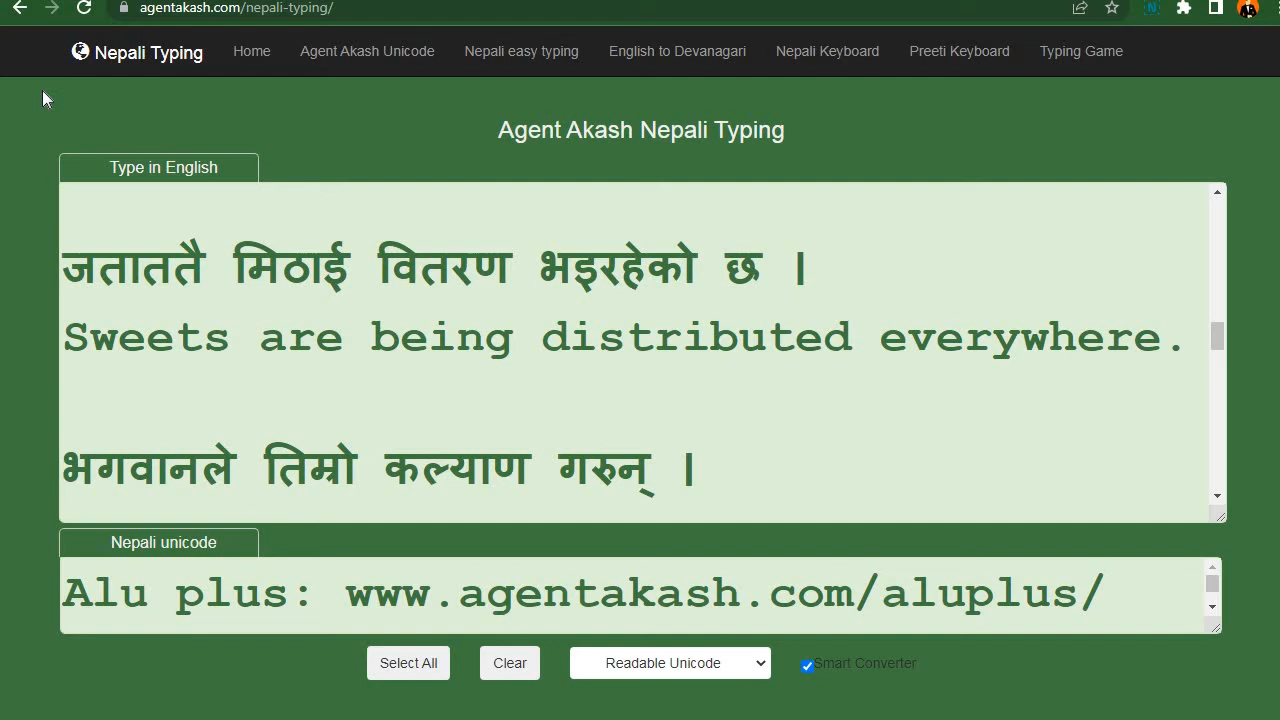 agentakash.com/nepali-typing/
Nepali Typing Home Agent Akash Unicode Nepali easy typing English to Devanagari Nepali Keyboard Preeti Keyboard Typing Game
Agent Akash Nepali Typing
Type in English
जताततै मिठाई वितरण भइरहेको छ |
Sweets are being distributed everywhere.
भगवानले तिम्रो कल्याण गरुन् |
Nepali unicode
Alu plus: www.agentakash.com/aluplus/
Select All Clear Readable Unicode Smart Converter